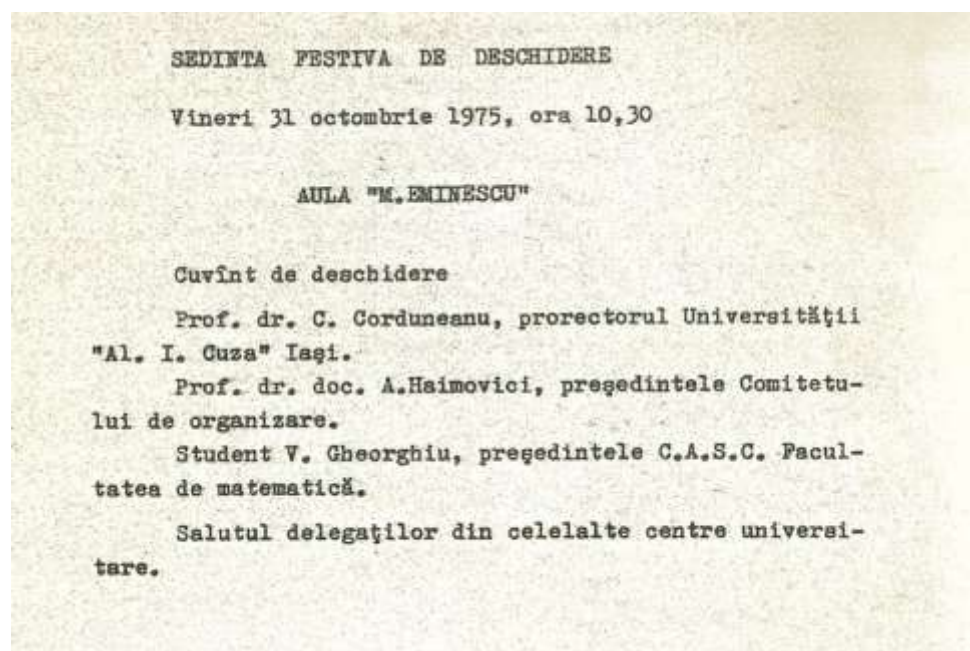 SEDINTA FESTIVA DE DESCHIDERE
Vineri 31 octombrie 1975, ora 10,30
AULA "M.EMINESCU"
Cuvînt de deschidere
Prof. dr. C. Corduneanu, prorectorul Universităţii
"Al. I. Cuza" Iaşi.
Prof. dr. doc. A.Haimovici, preşedintele Comitetu-
lui de organizare.
Student V. Gheorghiu, preşedintele C.A.S.C. Facul-
tatea de matematică.
Salutul delegaţilor din celelalte centre universi-
tare.